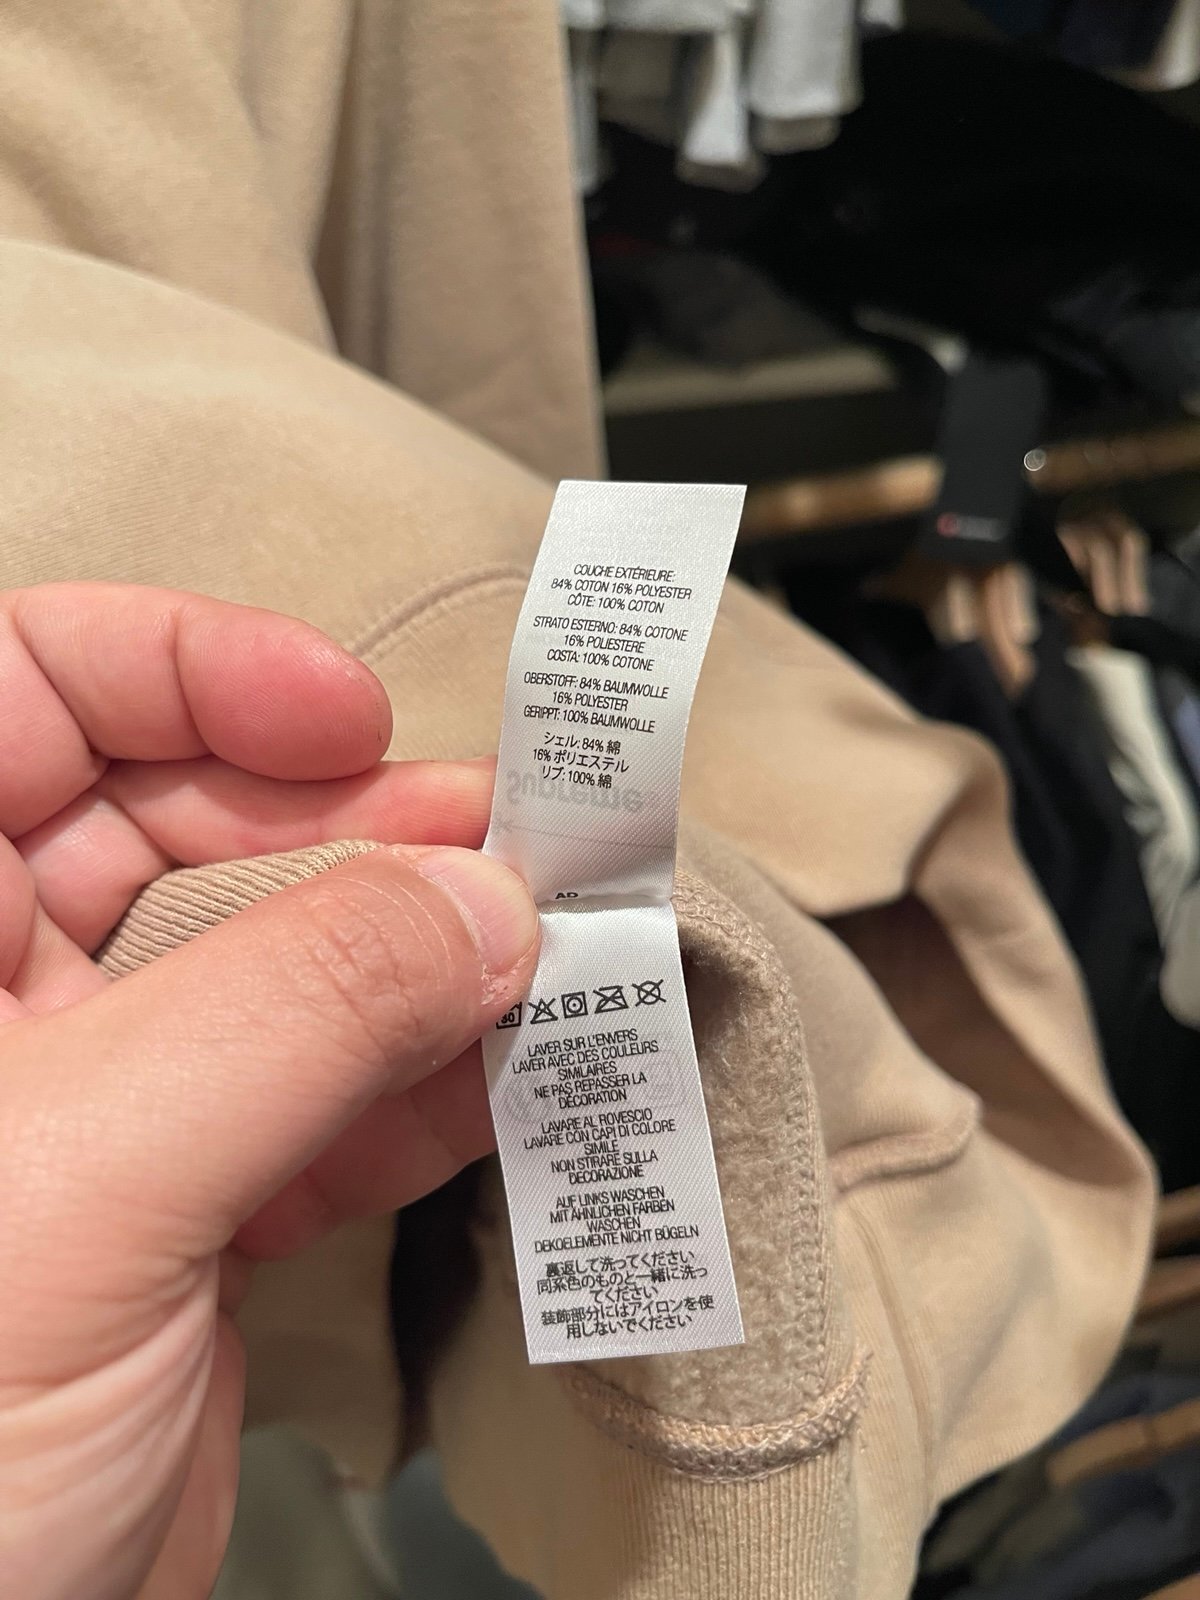 COUCHE EXTÉRIEURE:
84% COTON 16% POLYESTER
CÔTE: 100% COTON
STRATO ESTERNO: 84% COTONE
16% POLIESTERE
COSTA: 100% COTONE
OBERSTOFF: 84% BAUMWOLLE
16% POLYESTER
GERIPPT: 100% BAUMWOLLE
シェル: 84% 綿
16% ポリエステル
リブ: 100% 綿
Supreme
30
LAVER SUR L'ENVERS
LAVER AVEC DES COULEURS
SIMILAIRES
NE PAS REPASSER LA
DÉCORATION
LAVARE AL ROVESCIO
LAVARE CON CAPI DI COLORE
SIMILE
NON STIRARE SULLA
DECORAZIONE
AUF LINKS WASCHEN
MIT ÄHNLICHEN FARBEN
WASCHEN
DEKOELEMENTE NICHT BÜGELN
裏返して洗ってください
同系色のものと一緒に洗っ
てください
装飾部分にはアイロンを使
用しないでください